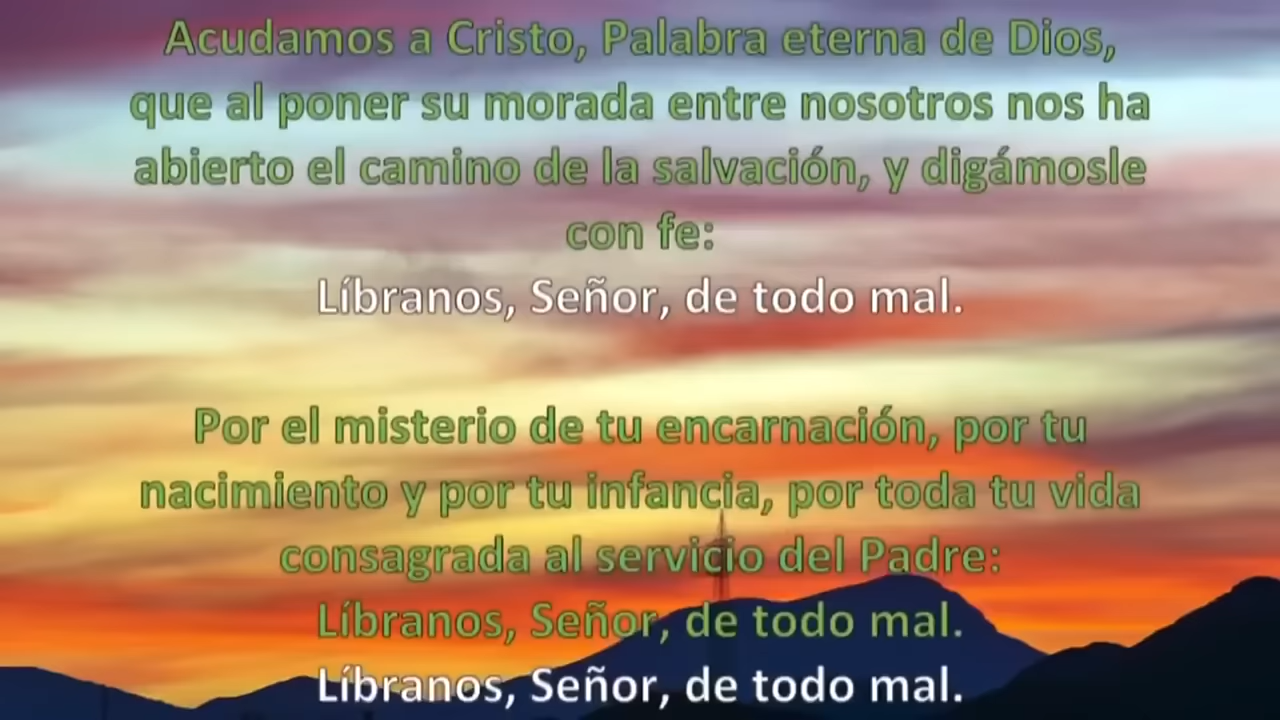 Acudamos a Cristo, Palabra eterna de Dios,
que al poner su morada entre nosotros nos ha
abierto el camino de la salvación, y digámosle
con fe:
Líbranos, Señor, de todo mal.
Por el misterio de tu encarnación, por tu
nacimiento y por tu infancia, por toda tu vida
consagrada al servicio del Padre:
Líbranos, Señor, de todo mal.
Líbranos, Señor, de todo mal.